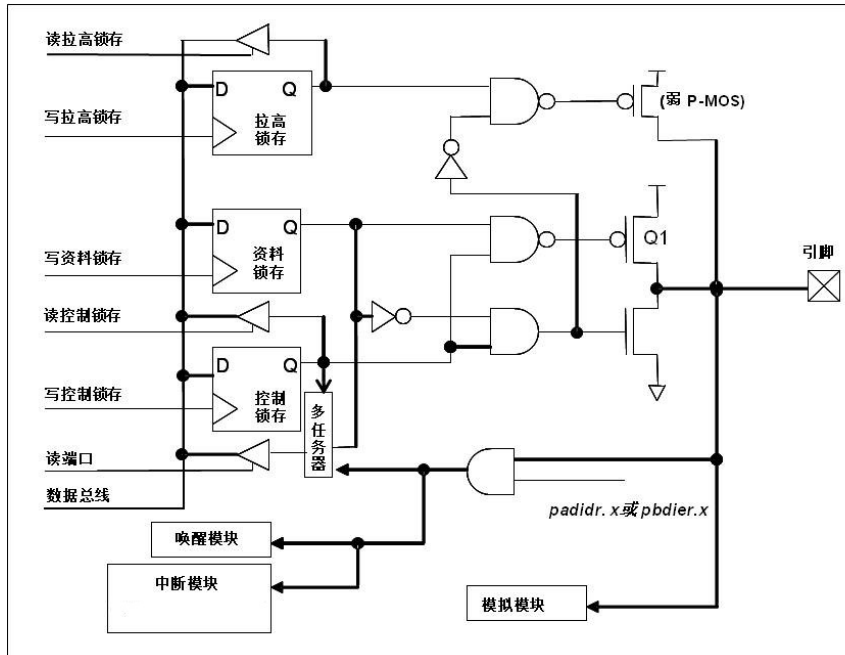 读拉高锁存
D Q
拉高
锁存
写拉高锁存
(弱 P-MOS)
D Q
资料
锁存
写资料锁存
Q1
引脚
读控制锁存
D Q
控制
锁存
写控制锁存
多
任
务
器
读端口
数据总线
padidr. x或 pbdier. x
唤醒模块
中断模块
模拟模块